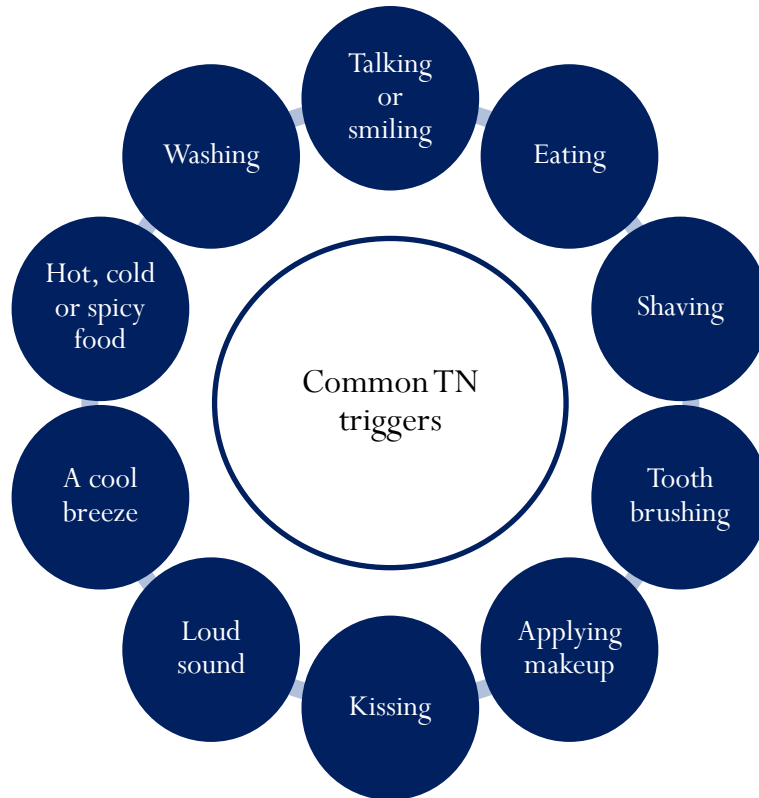 Talking
or
smiling
Eating
Shaving
Tooth
brushing
Applying
makeup
Kissing
Loud
sound
A cool
breeze
Hot, cold
or spicy
food
Washing
Common TN
triggers